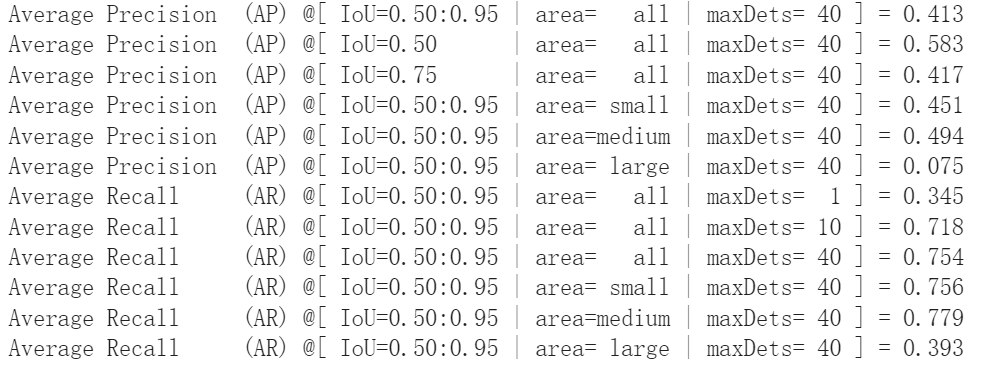 Average Precision  (AP) @[ IoU=0.50:0.95 | area=   all | maxDets= 40 ] = 0.413
Average Precision  (AP) @[ IoU=0.50      | area=   all | maxDets= 40 ] = 0.583
Average Precision  (AP) @[ IoU=0.75      | area=   all | maxDets= 40 ] = 0.417
Average Precision  (AP) @[ IoU=0.50:0.95 | area= small | maxDets= 40 ] = 0.451
Average Precision  (AP) @[ IoU=0.50:0.95 | area=medium | maxDets= 40 ] = 0.494
Average Precision  (AP) @[ IoU=0.50:0.95 | area= large | maxDets= 40 ] = 0.075
Average Recall     (AR) @[ IoU=0.50:0.95 | area=   all | maxDets=  1 ] = 0.345
Average Recall     (AR) @[ IoU=0.50:0.95 | area=   all | maxDets= 10 ] = 0.718
Average Recall     (AR) @[ IoU=0.50:0.95 | area=   all | maxDets= 40 ] = 0.754
Average Recall     (AR) @[ IoU=0.50:0.95 | area= small | maxDets= 40 ] = 0.756
Average Recall     (AR) @[ IoU=0.50:0.95 | area=medium | maxDets= 40 ] = 0.779
Average Recall     (AR) @[ IoU=0.50:0.95 | area= large | maxDets= 40 ] = 0.393